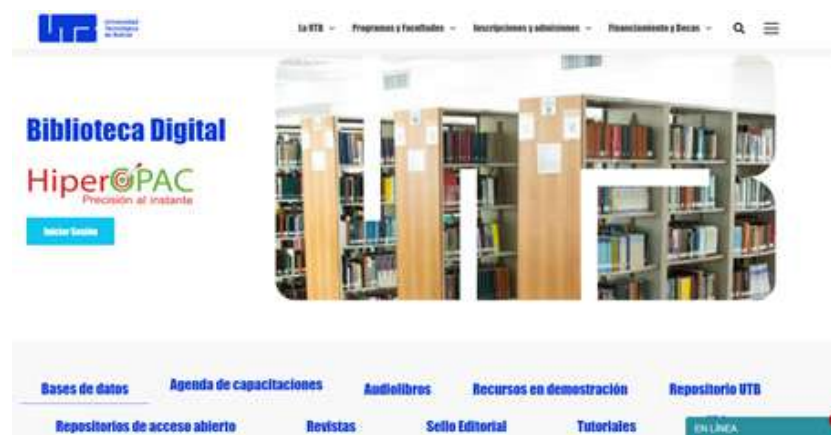 UTB
Universidad
Tecnológica
de Bolívar
La UTB
Programas y Facultades
Inscripciones y admisiones
Financiamiento y Becas
Biblioteca Digital
HiperOPAC
Precisión al instante
Iniciar Sesión
Bases de datos
Agenda de capacitaciones
Audiolibros
Recursos en demostración
Repositorio UTB
Repositorios de acceso abierto
Revistas
Sello Editorial
Tutoriales
EN LÍNEA